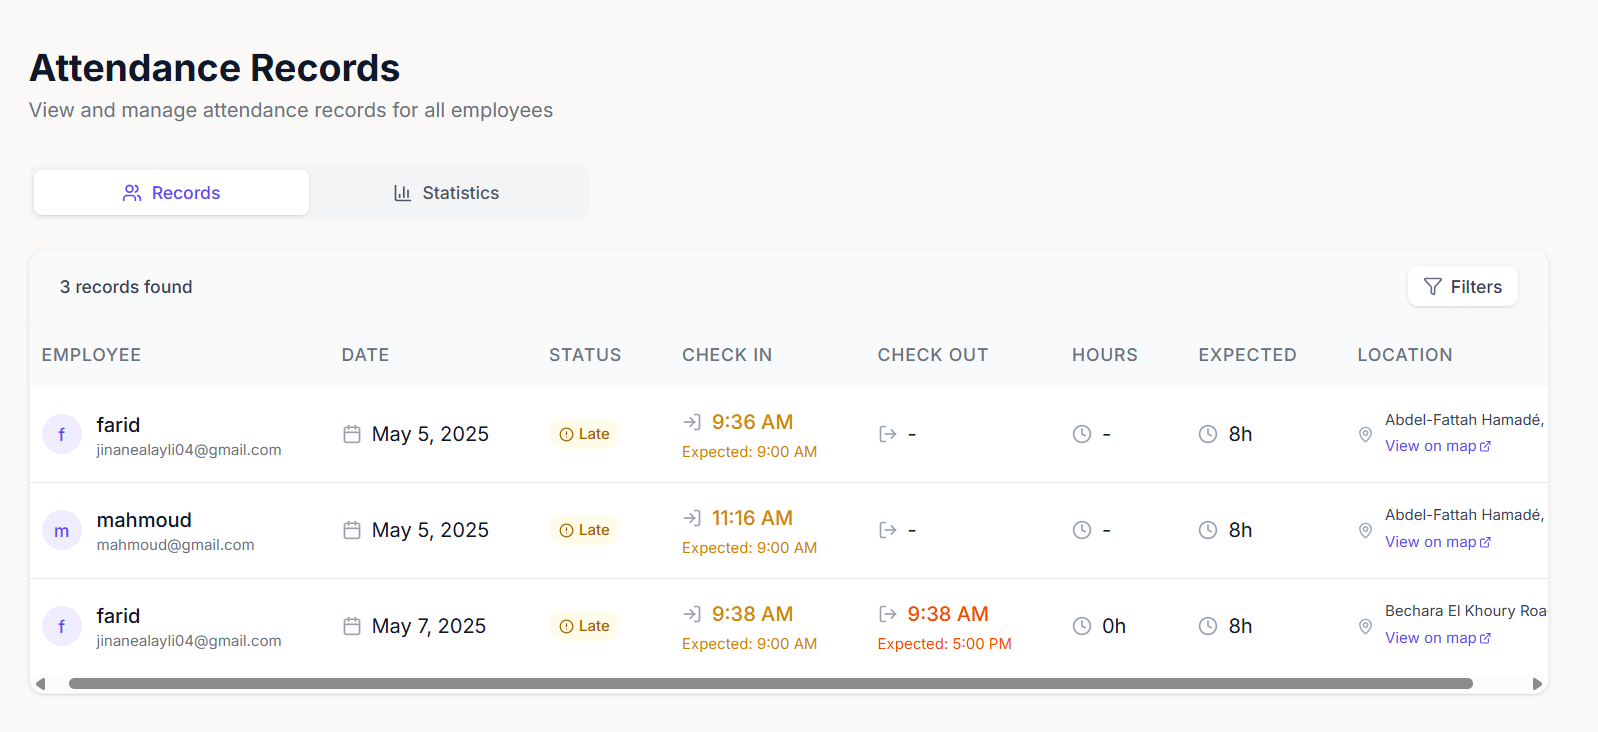 Attendance Records
View and manage attendance records for all employees
Records Statistics
3 records found Filters
EMPLOYEE DATE STATUS CHECK IN CHECK OUT HOURS EXPECTED LOCATION
f farid May 5, 2025 Late 9:36 AM - - 8h Abdel-Fattah Hamadé,
jinanealayli04@gmail.com Expected: 9:00 AM View on map
m mahmoud May 5, 2025 Late 11:16 AM - - 8h Abdel-Fattah Hamadé,
mahmoud@gmail.com Expected: 9:00 AM View on map
f farid May 7, 2025 Late 9:38 AM 9:38 AM 0h 8h Bechara El Khoury Roa
jinanealayli04@gmail.com Expected: 9:00 AM Expected: 5:00 PM View on map